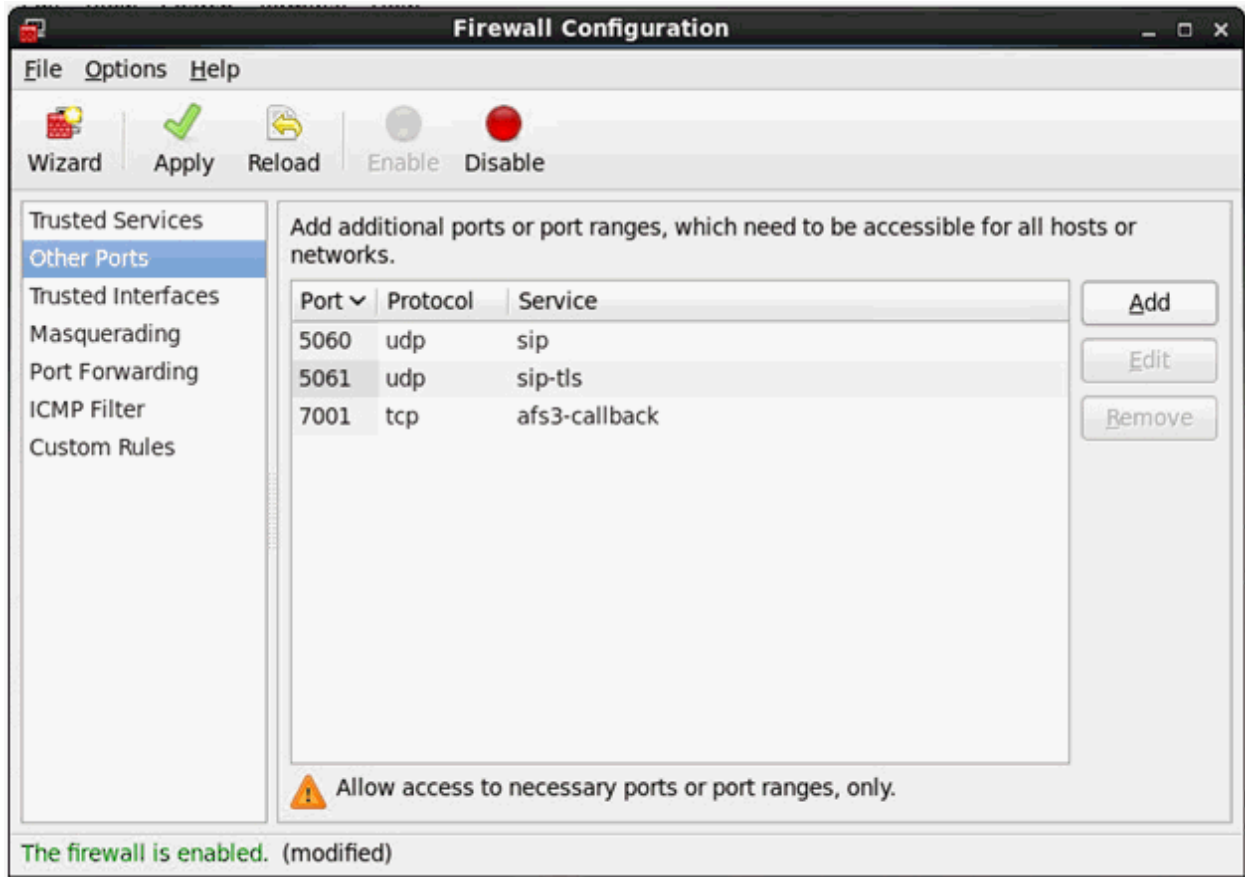 Firewall Configuration
File Options Help
Wizard Apply Reload Enable Disable
Trusted Services
Other Ports
Trusted Interfaces
Masquerading
Port Forwarding
ICMP Filter
Custom Rules
Add additional ports or port ranges, which need to be accessible for all hosts or
networks.
Port Protocol Service
5060 udp sip
5061 udp sip-tls
7001 tcp afs3-callback
Add
Edit
Remove
Allow access to necessary ports or port ranges, only.
The firewall is enabled. (modified)